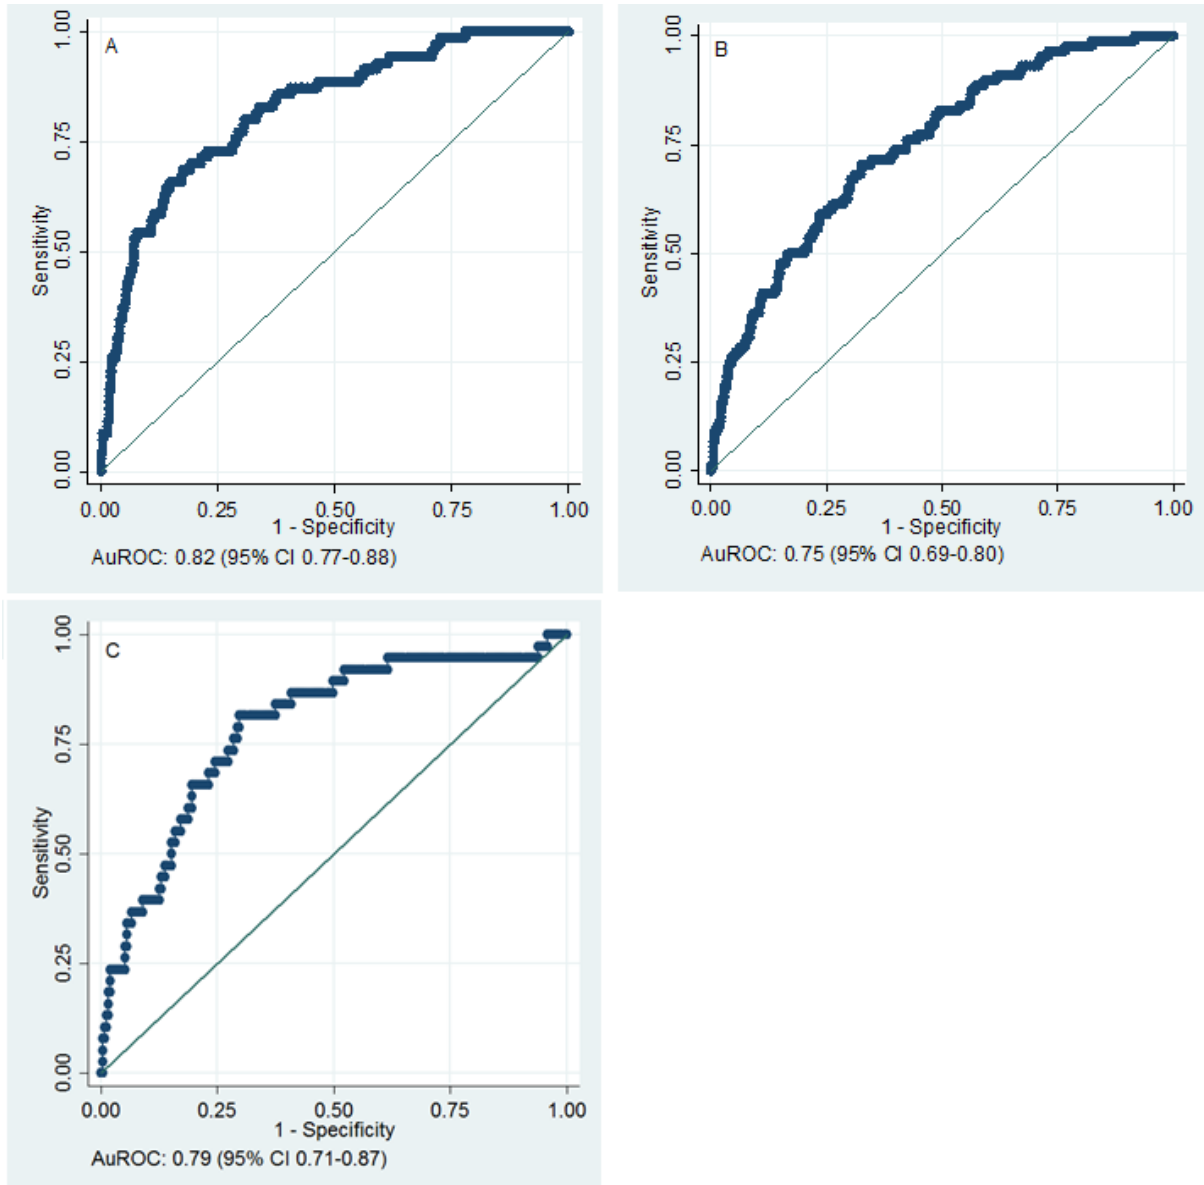 A
Sensitivity
1.00
0.75
0.50
0.25
0.00
0.00 0.25 0.50 0.75 1.00
1 - Specificity
AuROC: 0.82 (95% CI 0.77-0.88)
B
Sensitivity
1.00
0.75
0.50
0.25
0.00
0.00 0.25 0.50 0.75 1.00
1 - Specificity
AuROC: 0.75 (95% CI 0.69-0.80)
C
Sensitivity
1.00
0.75
0.50
0.25
0.00
0.00 0.25 0.50 0.75 1.00
1 - Specificity
AuROC: 0.79 (95% CI 0.71-0.87)